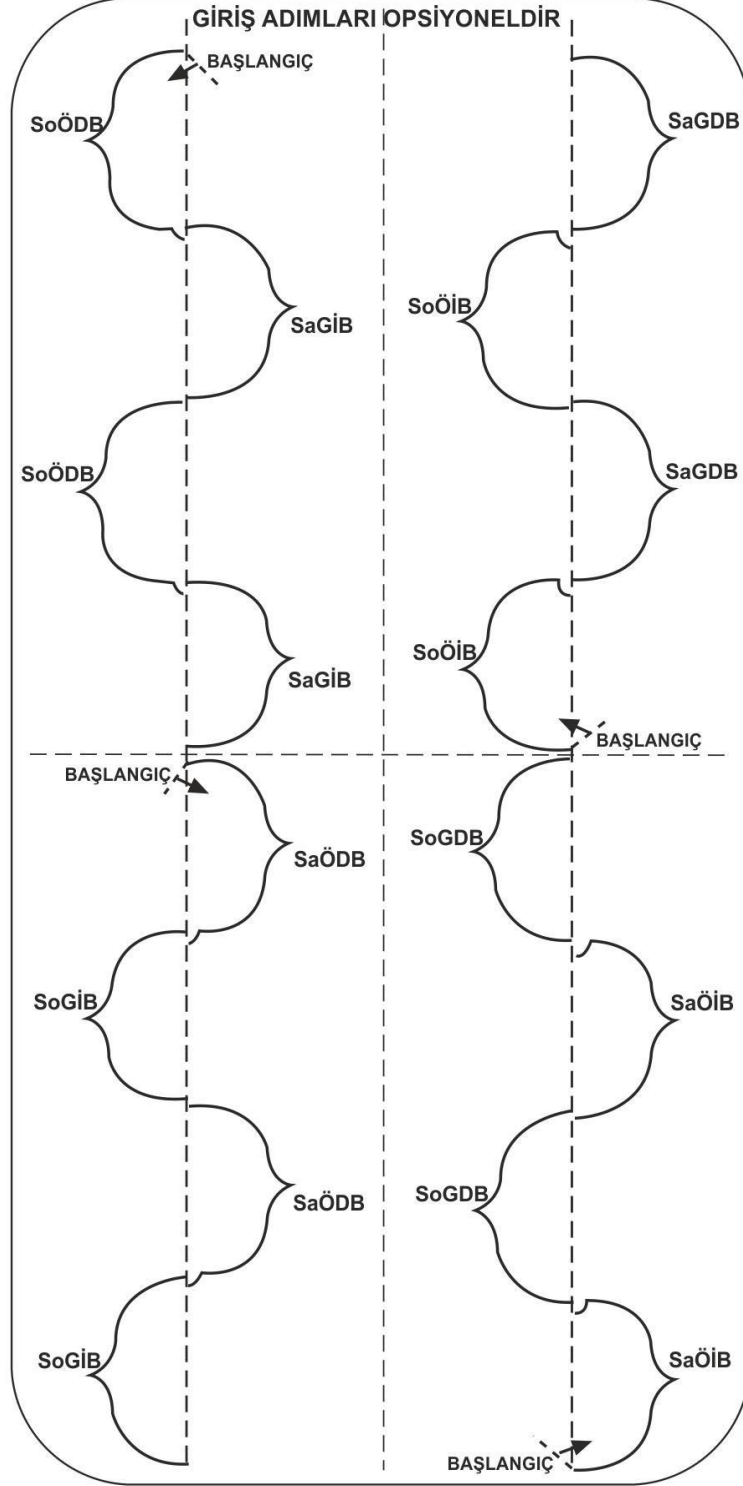 GİRİŞ ADIMLARI OPSİYONELDİR
BAŞLANGIÇ
SoÖDB
SaGDB
SoÖİB
SaGİB
SoÖDB
SaGDB
SoÖİB
SaGİB
BAŞLANGIÇ
BAŞLANGIÇ
SoGDB
SaÖDB
SoGİB
SaÖİB
SoGDB
SaÖDB
SoGİB
SaÖİB
BAŞLANGIÇ